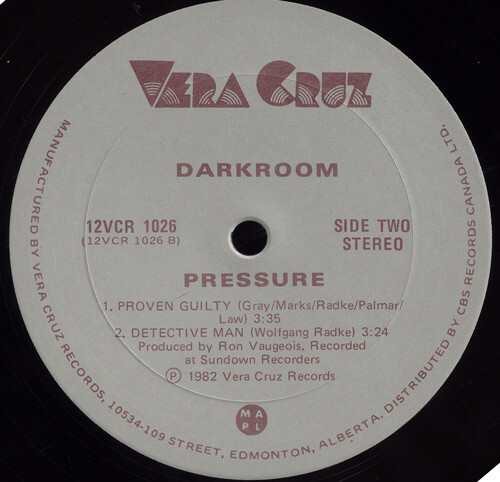 VERA CRUZ
DARKROOM
12VCR 1026
(12VCR 1026 B)
SIDE TWO
STEREO
PRESSURE
1. PROVEN GUILTY (Gray/Marks/Radke/Palmar/
Law) 3:35
2. DETECTIVE MAN (Wolfgang Radke) 3:24
Produced by Ron Vaugeois. Recorded
at Sundown Recorders
Ⓟ 1982 Vera Cruz Records
M A
P L
MANUFACTURED BY VERA CRUZ RECORDS, 10534-109 STREET, EDMONTON, ALBERTA. DISTRIBUTED BY CBS RECORDS CANADA LTD.